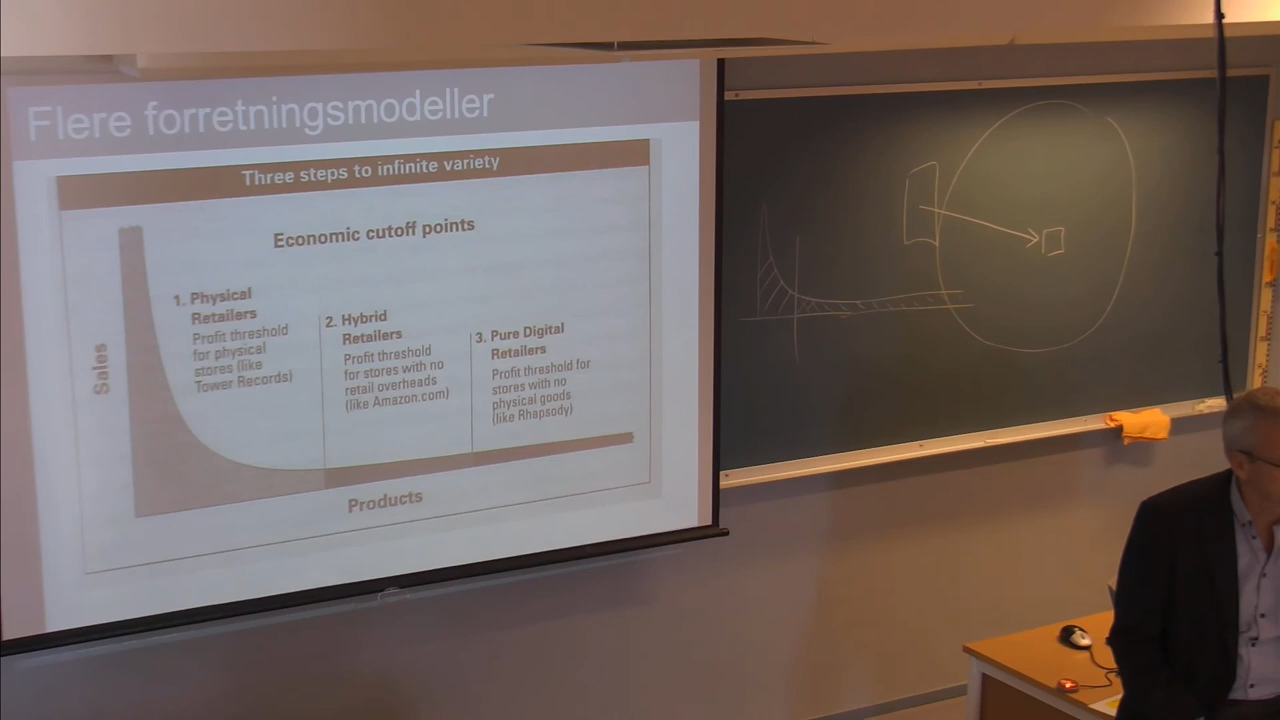 Flere forretningsmodeller
Three steps to infinite variety
Economic cutoff points
1. Physical
Retailers
Profit threshold
for physical
stores (like
Tower Records)
2. Hybrid
Retailers
Profit threshold
for stores with no
retail overheads
(like Amazon.com)
3. Pure Digital
Retailers
Profit threshold for
stores with no
physical goods
(like Rhapsody)
Sales
Products